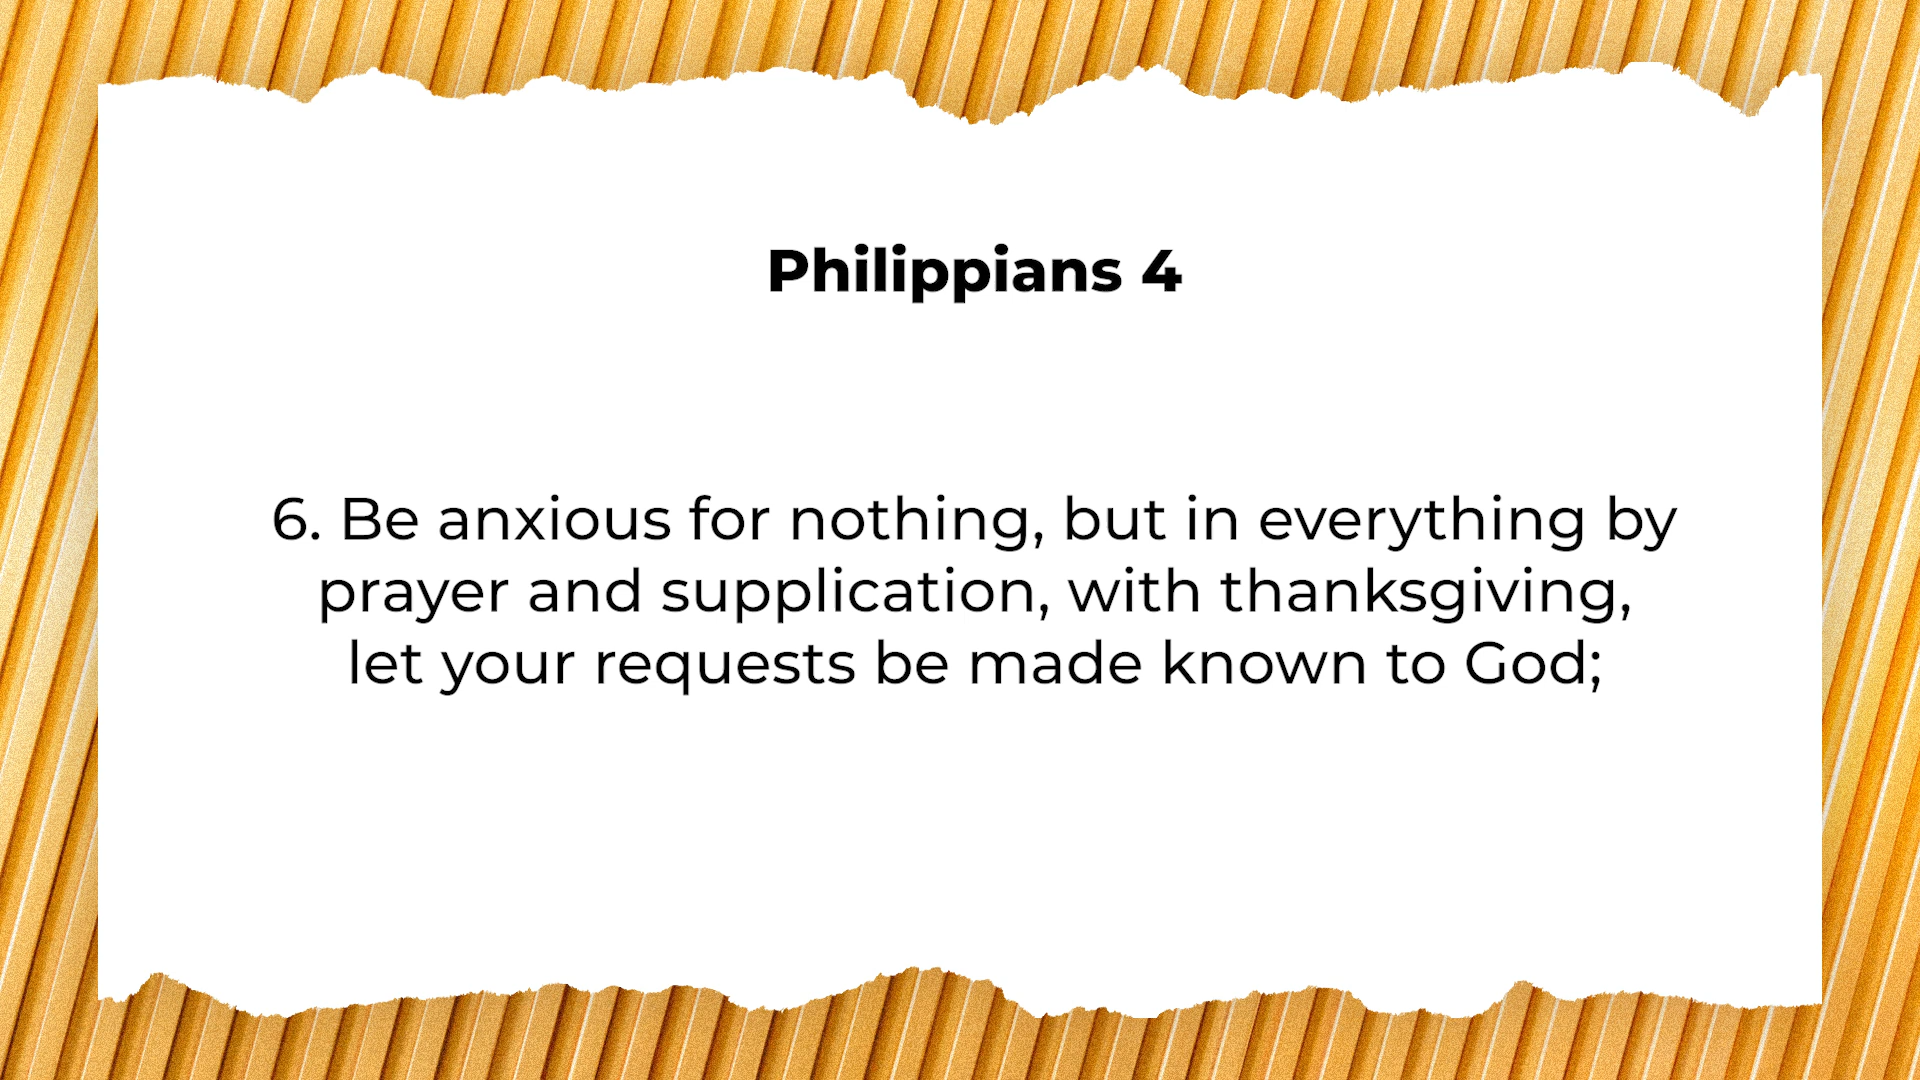 Philippians 4
6. Be anxious for nothing, but in everything by
prayer and supplication, with thanksgiving,
let your requests be made known to God;